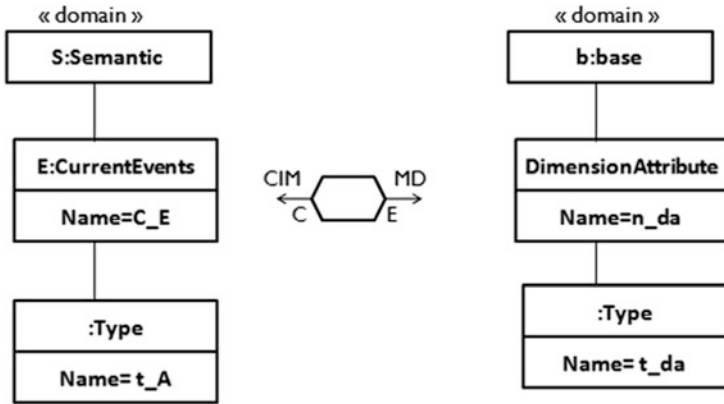 « domain »
S:Semantic
E:CurrentEvents
Name=C_E
:Type
Name= t_A
CIM MD
C E
« domain »
b:base
DimensionAttribute
Name=n_da
:Type
Name= t_da